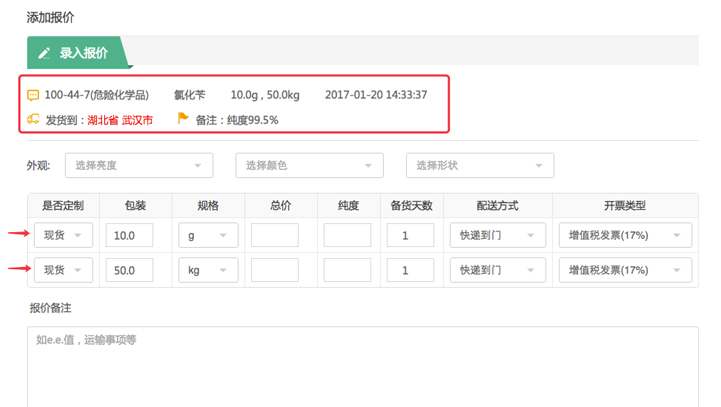 添加报价
录入报价
100-44-7(危险化学品) 氯化苄 10.0g , 50.0kg 2017-01-20 14:33:37
发货到：湖北省 武汉市 备注：纯度99.5%
外观: 选择亮度 选择颜色 选择形状
是否定制 包装 规格 总价 纯度 备货天数 配送方式 开票类型
现货 10.0 g 1 快递到门 增值税发票(17%)
现货 50.0 kg 1 快递到门 增值税发票(17%)
报价备注
如e.e.值，运输事项等